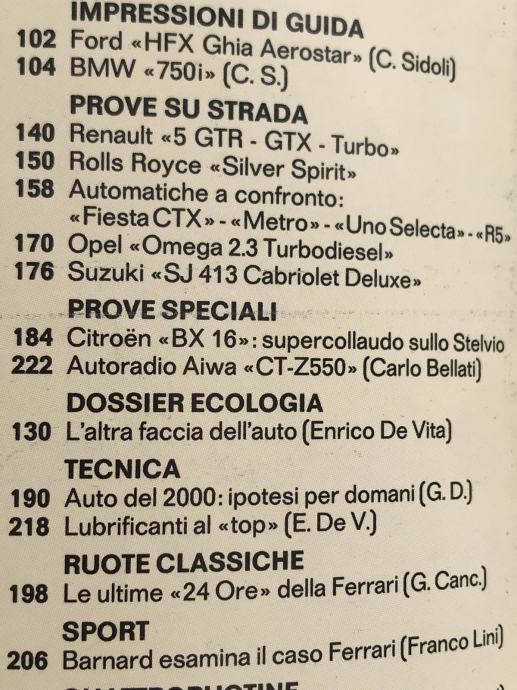 IMPRESSIONI DI GUIDA
102 Ford «HFX Ghia Aerostar» (C. Sidoli)
104 BMW «750i» (C. S.)
PROVE SU STRADA
140 Renault «5 GTR - GTX - Turbo»
150 Rolls Royce «Silver Spirit»
158 Automatiche a confronto:
«Fiesta CTX» - «Metro» - «Uno Selecta» - «R5»
170 Opel «Omega 2.3 Turbodiesel»
176 Suzuki «SJ 413 Cabriolet Deluxe»
PROVE SPECIALI
184 Citroën «BX 16»: supercollaudo sullo Stelvio
222 Autoradio Aiwa «CT-Z550» (Carlo Bellati)
DOSSIER ECOLOGIA
130 L'altra faccia dell'auto (Enrico De Vita)
TECNICA
190 Auto del 2000: ipotesi per domani (G. D.)
218 Lubrificanti al «top» (E. De V.)
RUOTE CLASSICHE
198 Le ultime «24 Ore» della Ferrari (G. Canc.)
SPORT
206 Barnard esamina il caso Ferrari (Franco Lini)